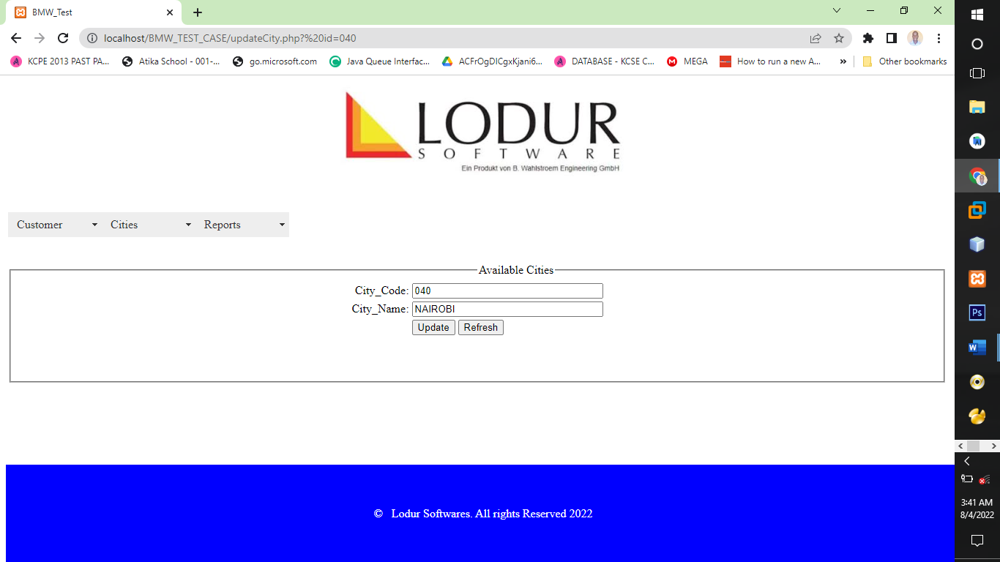 BMW_Test
localhost/BMW_TEST_CASE/updateCity.php?%20id=040
KCPE 2013 PAST PA... Atika School - 001-... go.microsoft.com Java Queue Interfac... ACFrOgDICgxKjani6... DATABASE - KCSE C... MEGA How to run a new A... » Other bookmarks
LODUR
SOFTWARE
Ein Produkt von B. Wahlstroem Engineering GmbH
Customer Cities Reports
Available Cities
City_Code: 040
City_Name: NAIROBI
Update Refresh
© Lodur Softwares. All rights Reserved 2022
AI
Ps
W
3:41 AM
8/4/2022